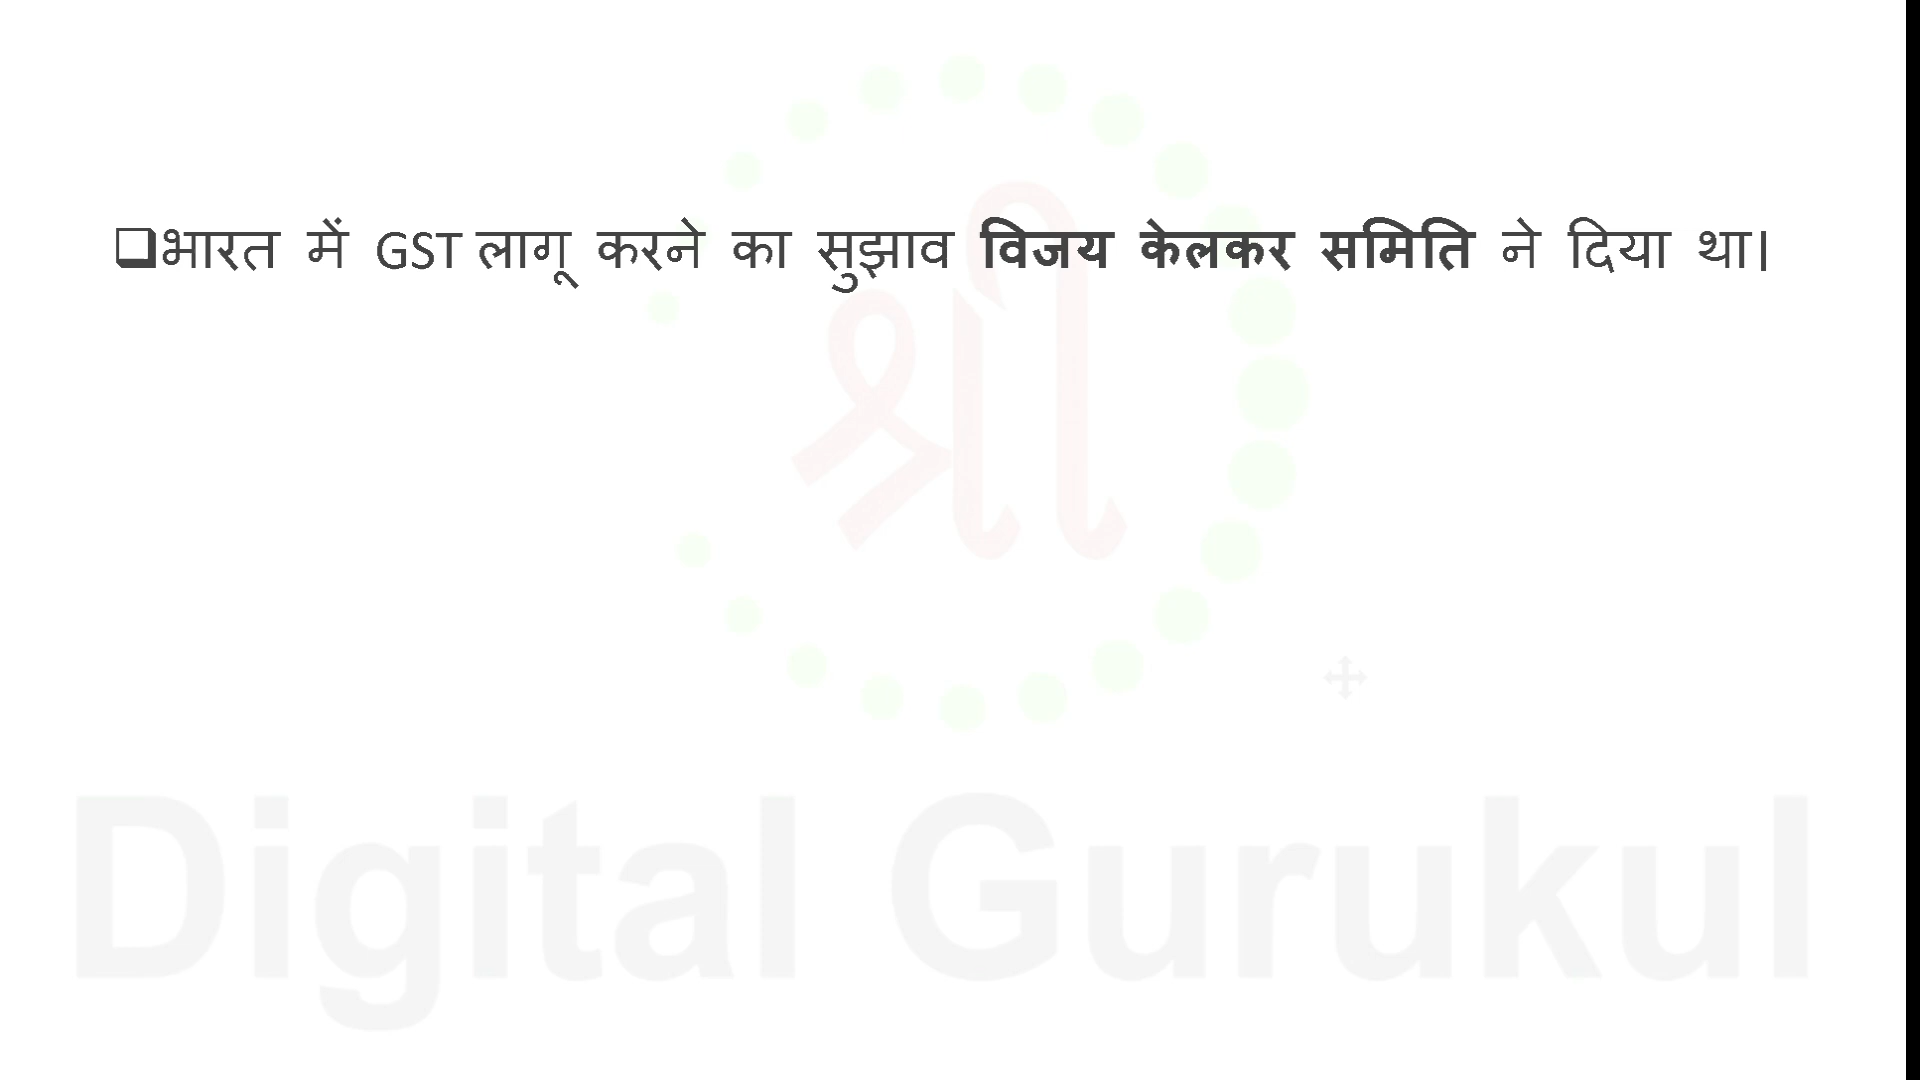 ❑भारत में GST लागू करने का सुझाव विजय केलकर समिति ने दिया था।
श्री
Digital Gurukul